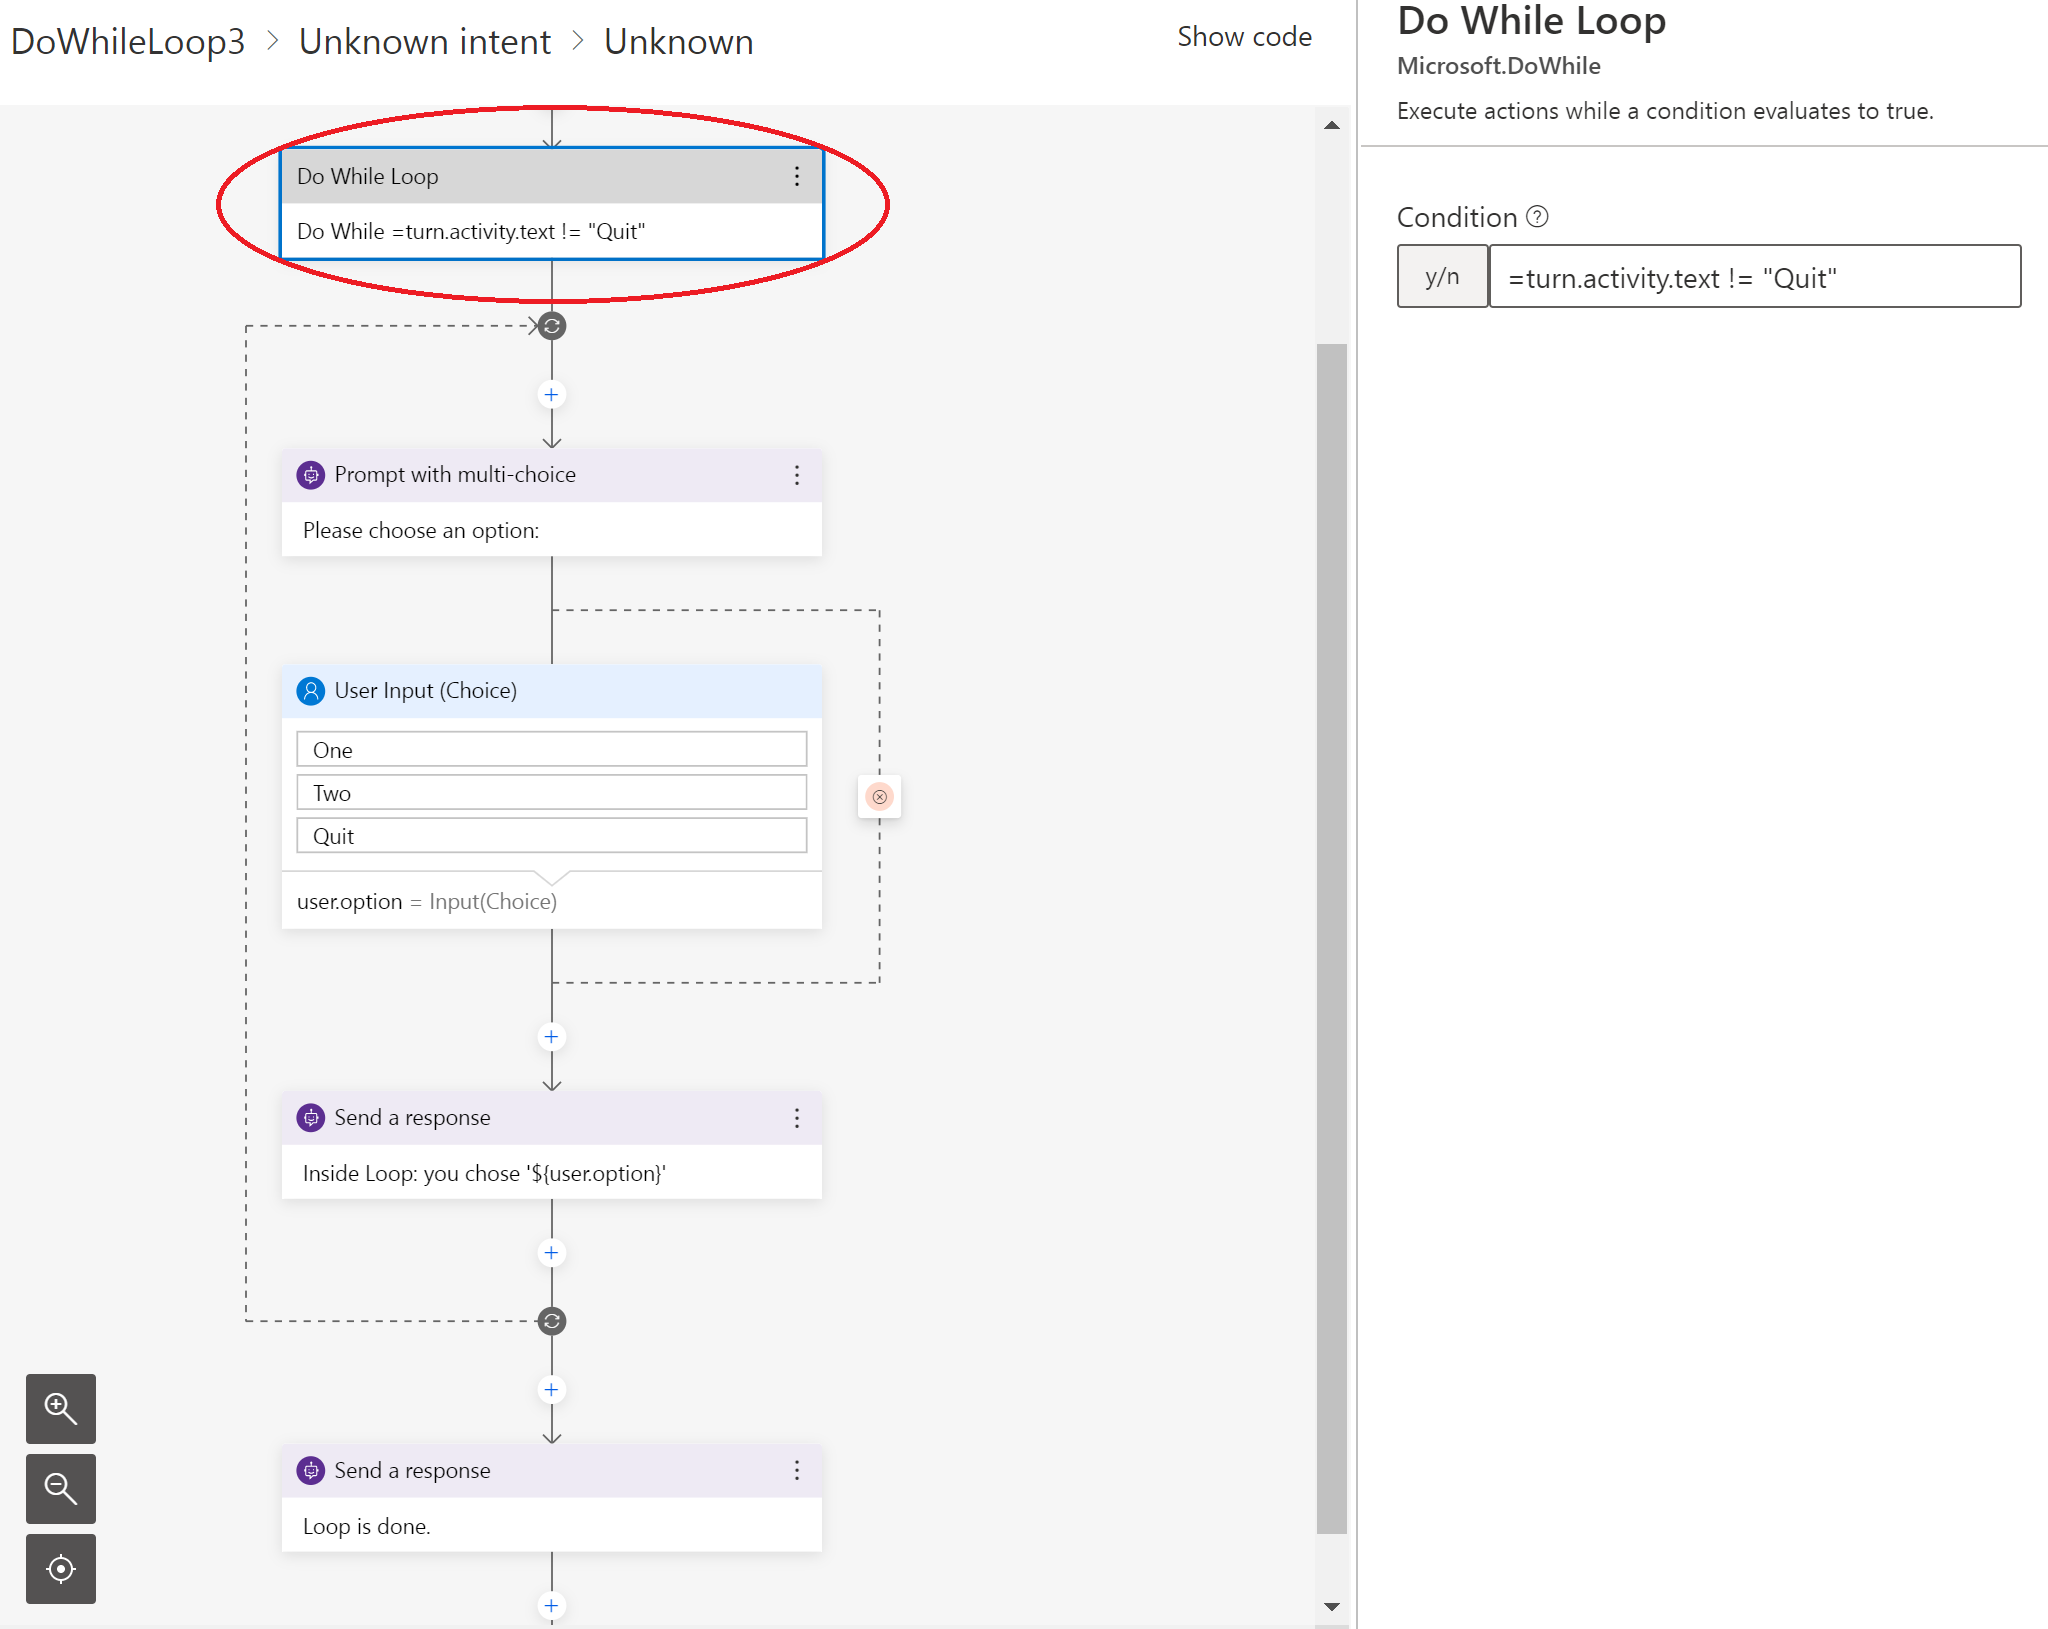 DoWhileLoop3 > Unknown intent > Unknown
Show code
Do While Loop
Do While =turn.activity.text != "Quit"
Prompt with multi-choice
Please choose an option:
User Input (Choice)
One
Two
Quit
user.option = Input(Choice)
Send a response
Inside Loop: you chose '${user.option}'
Send a response
Loop is done.
Do While Loop
Microsoft.DoWhile
Execute actions while a condition evaluates to true.
Condition
y/n
=turn.activity.text != "Quit"